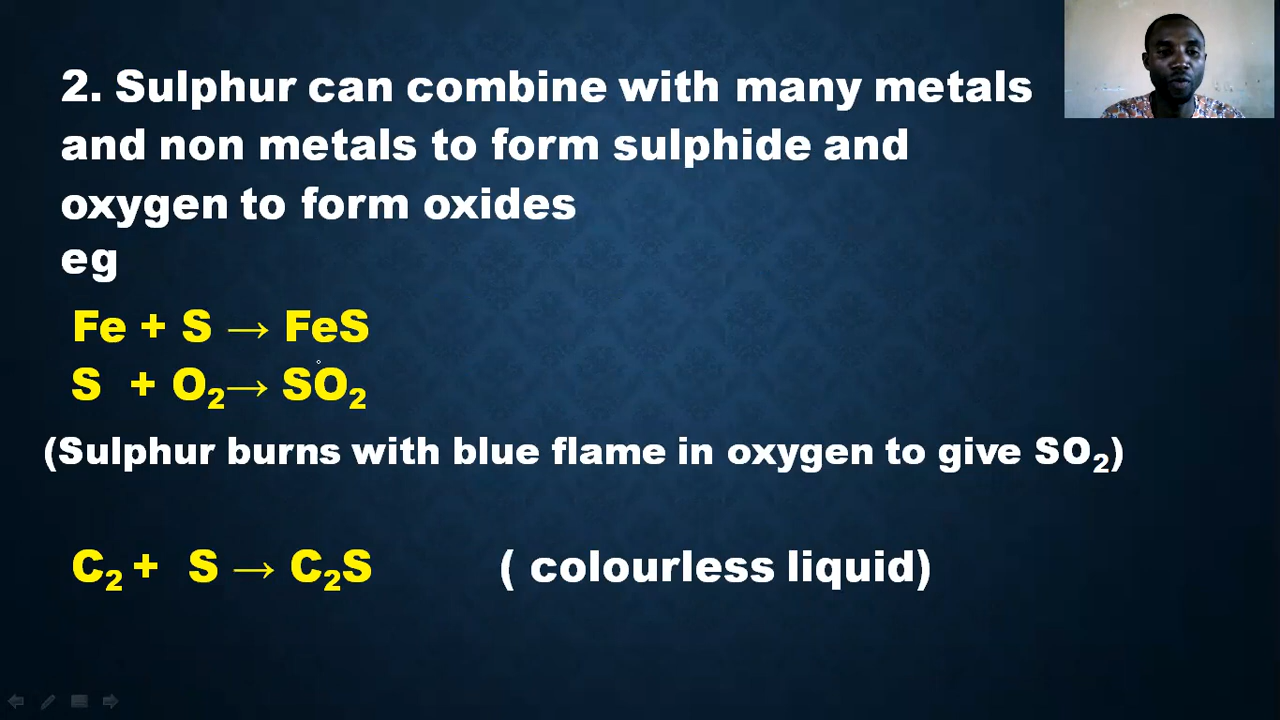 2. Sulphur can combine with many metals
and non metals to form sulphide and
oxygen to form oxides
eg
Fe + S → FeS
S + O₂→ SO₂
(Sulphur burns with blue flame in oxygen to give SO₂)
C₂ + S → C₂S ( colourless liquid)